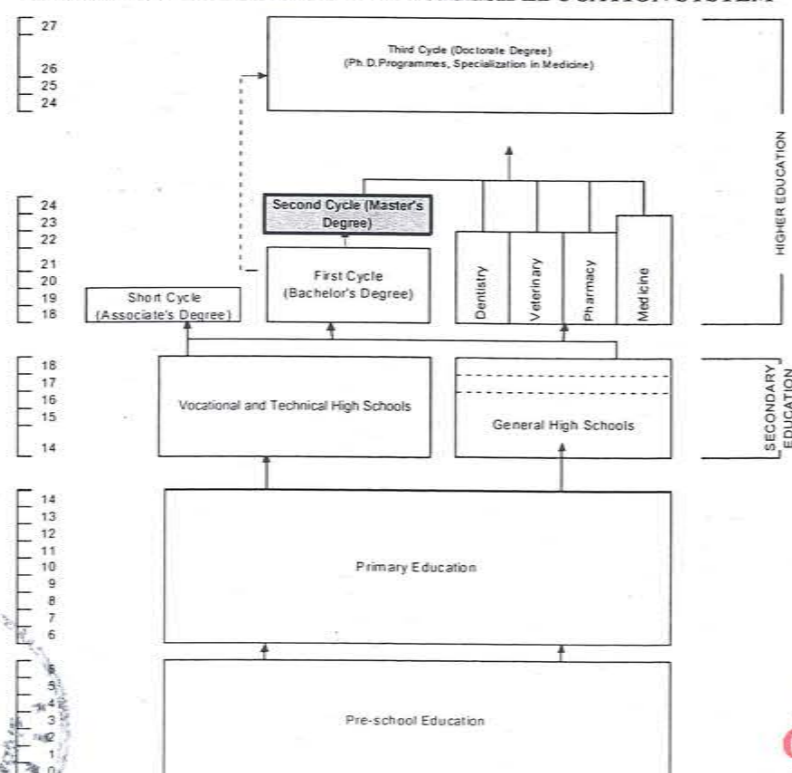 27
26
25
24
Third Cycle (Doctorate Degree)
(Ph.D.Programmes, Specialization in Medicine)
HIGHER EDUCATION
24
23
22
21
20
19
18
Second Cycle (Master's
Degree)
First Cycle
(Bachelor's Degree)
Short Cycle
(Associate's Degree)
Dentistry
Veterinary
Pharmacy
Medicine
18
17
16
15
14
Vocational and Technical High Schools
General High Schools
SECONDARY
EDUCATION
14
13
12
11
10
9
8
7
6
Primary Education
4
3
2
1
0
Pre-school Education